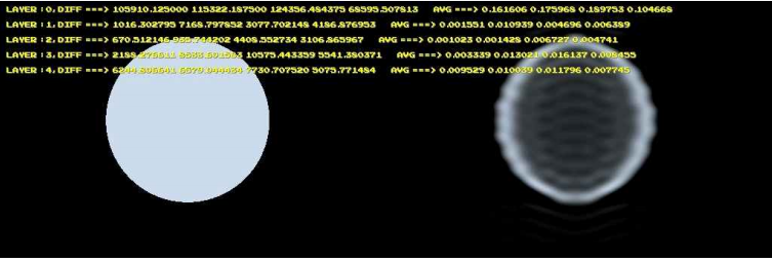 LAYER : 0, DIFF ===> 105910.125000 115322.187500 124356.484375 68595.507813 AVG ===> 0.161606 0.175968 0.189753 0.104668
LAYER : 1, DIFF ===> 1016.302795 7168.797852 3077.702148 4186.876953 AVG ===> 0.001551 0.010939 0.004696 0.006389
LAYER : 2, DIFF ===> 670.512146 4408.552734 3106.865967 AVG ===> 0.001023 0.001428 0.006727 0.004741
LAYER : 3, DIFF ===> 10575.443359 5541.380371 AVG ===> 0.003339 0.013021 0.016137 0.008455
LAYER : 4, DIFF ===> 7730.707520 5075.771484 AVG ===> 0.009529 0.010039 0.011796 0.007745